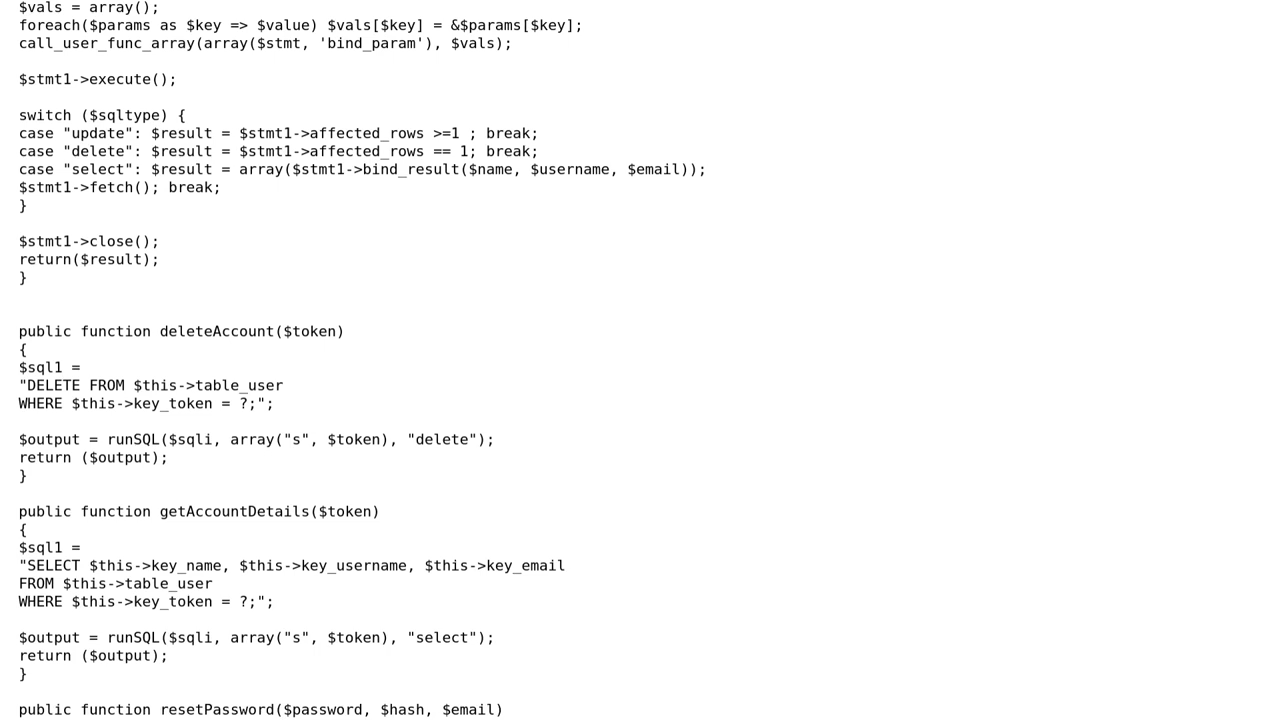 $vals = array();
foreach($params as $key => $value) $vals[$key] = &$params[$key];
call_user_func_array(array($stmt, 'bind_param'), $vals);
$stmt1->execute();
switch ($sqltype) {
case "update": $result = $stmt1->affected_rows >=1 ; break;
case "delete": $result = $stmt1->affected_rows == 1; break;
case "select": $result = array($stmt1->bind_result($name, $username, $email));
$stmt1->fetch(); break;
}
$stmt1->close();
return($result);
}
public function deleteAccount($token)
{
$sql1 =
"DELETE FROM $this->table_user
WHERE $this->key_token = ?;";
$output = runSQL($sqli, array("s", $token), "delete");
return ($output);
}
public function getAccountDetails($token)
{
$sql1 =
"SELECT $this->key_name, $this->key_username, $this->key_email
FROM $this->table_user
WHERE $this->key_token = ?;";
$output = runSQL($sqli, array("s", $token), "select");
return ($output);
}
public function resetPassword($password, $hash, $email)